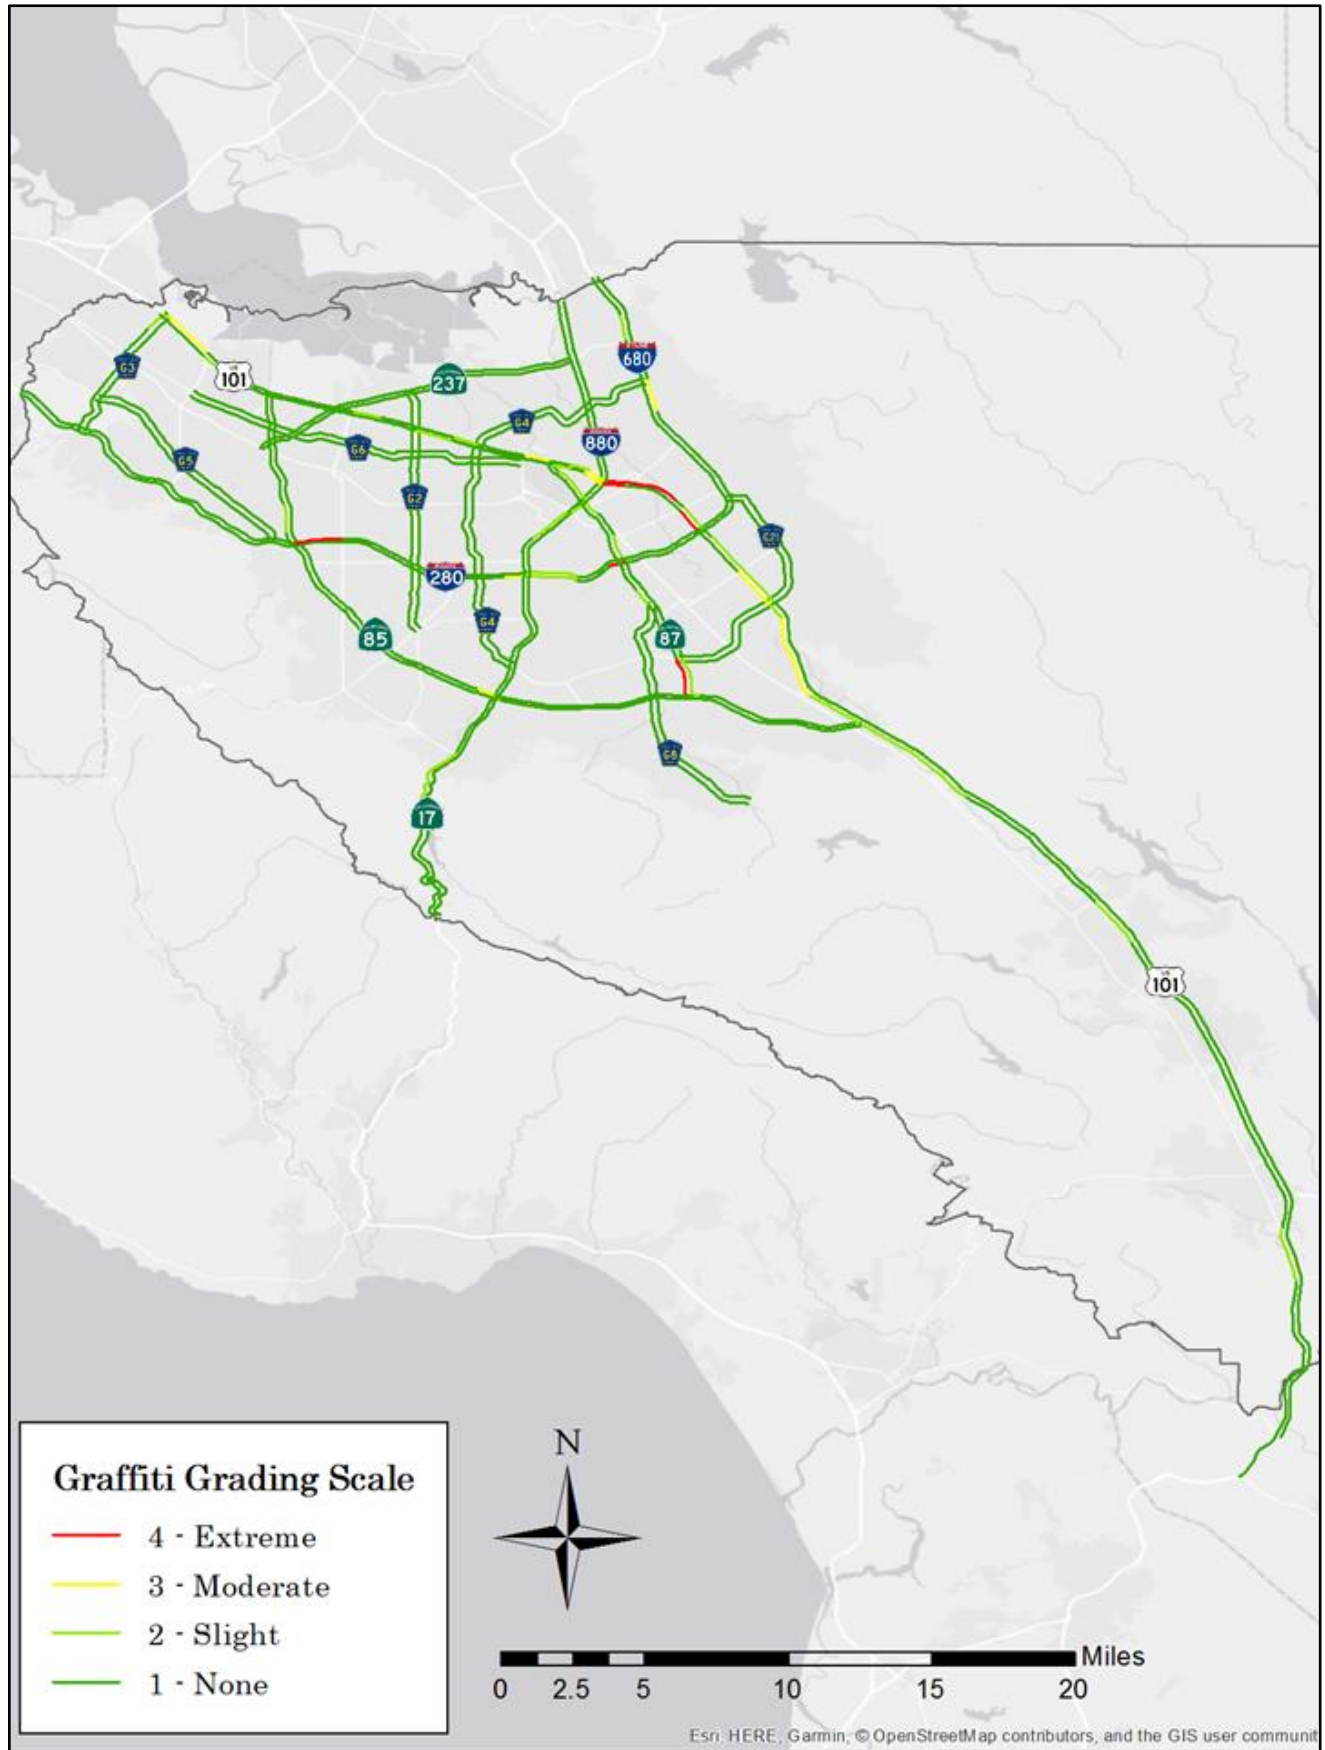 G3
101
680
237
G4
880
G6
G5
G2
G21
280
G4
85
87
G8
17
101
Graffiti Grading Scale
4 - Extreme
3 - Moderate
2 - Slight
1 - None
N
Miles
0 2.5 5 10 15 20
Esri, HERE, Garmin, © OpenStreetMap contributors, and the GIS user communit